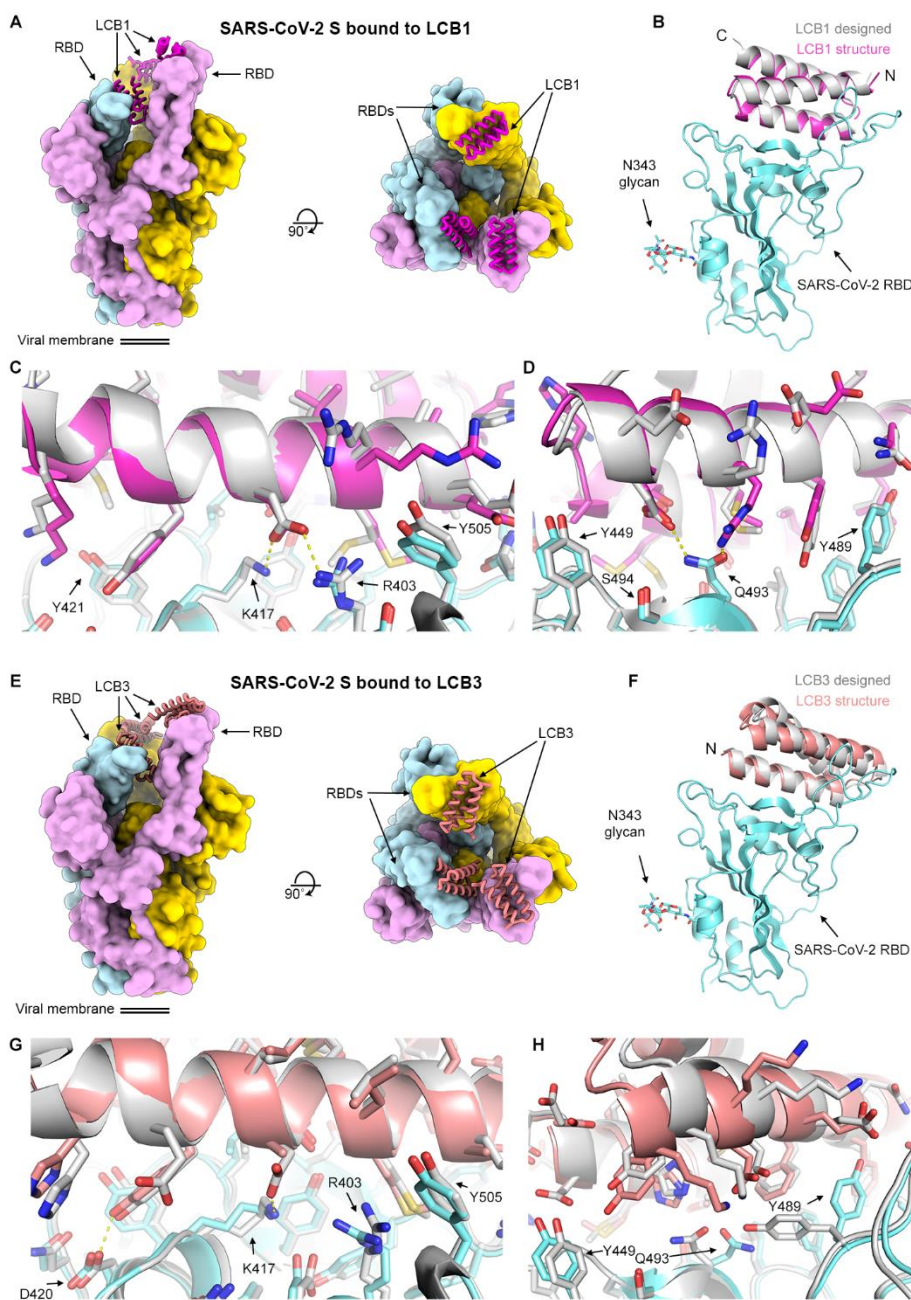 A
SARS-CoV-2 S bound to LCB1
LCB1
RBD
RBD
RBDs
LCB1
90°
Viral membrane
B
LCB1 designed
LCB1 structure
C
N
N343
glycan
SARS-CoV-2 RBD
C
Y421
K417
R403
Y505
D
Y449
S494
Q493
Y489
E
SARS-CoV-2 S bound to LCB3
LCB3
RBD
RBD
RBDs
LCB3
90°
Viral membrane
F
LCB3 designed
LCB3 structure
N
N343
glycan
SARS-CoV-2 RBD
G
D420
K417
R403
Y505
H
Y449
Q493
Y489